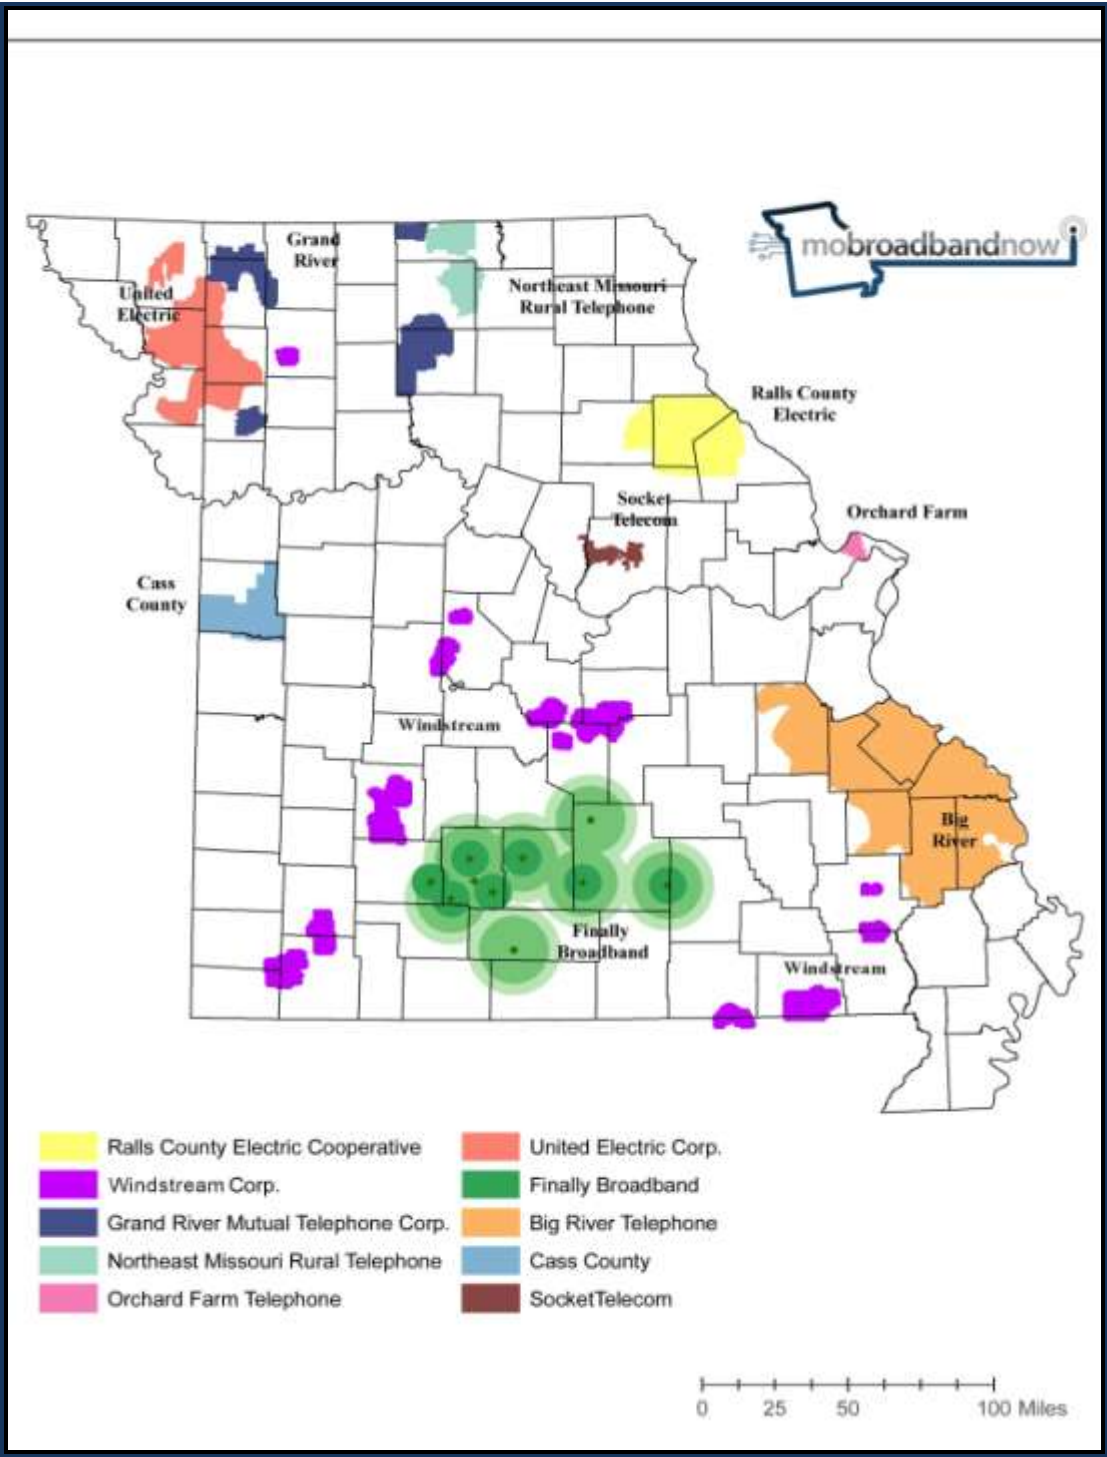 mobroadbandnow
Grand
River
United
Electric
Northeast Missouri
Rural Telephone
Ralls County
Electric
Socket
Telecom
Orchard Farm
Cass
County
Windstream
Big
River
Finally
Broadband
Windstream
Ralls County Electric Cooperative
United Electric Corp.
Windstream Corp.
Finally Broadband
Grand River Mutual Telephone Corp.
Big River Telephone
Northeast Missouri Rural Telephone
Cass County
Orchard Farm Telephone
SocketTelecom
0 25 50 100 Miles